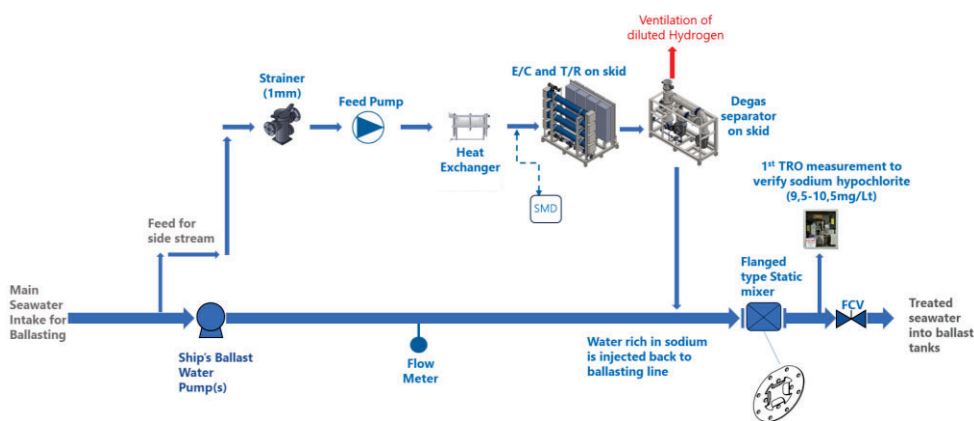 Ventilation of
diluted Hydrogen
E/C and T/R on skid
Strainer
(1mm)
Feed Pump
Degas
separator
on skid
Heat
Exchanger
1st TRO measurement to
verify sodium hypochlorite
(9,5-10,5mg/Lt)
SMD
Feed for
side stream
Flanged
type Static
mixer
Main
Seawater
Intake for
Ballasting
FCV
Treated
seawater
into ballast
tanks
Ship's Ballast
Water
Pump(s)
Flow
Meter
Water rich in sodium
is injected back to
ballasting line